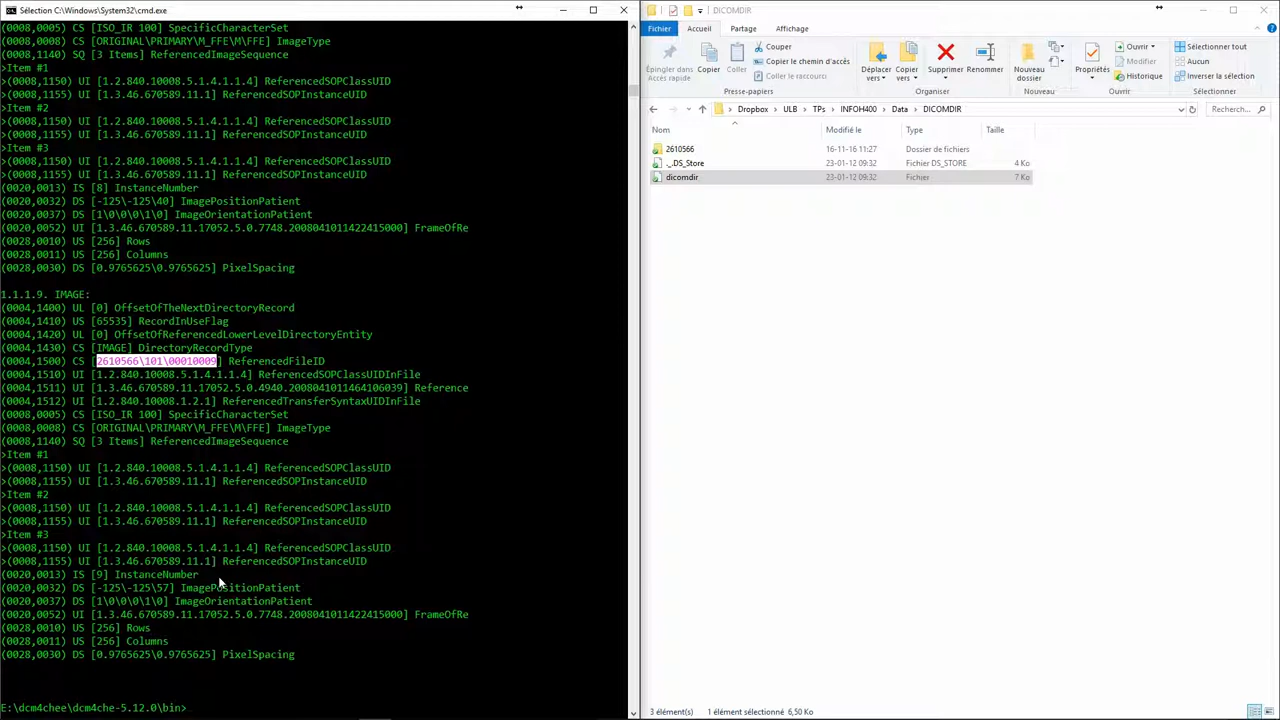 Sélection C:\Windows\System32\cmd.exe
(0008,0005) CS [ISO_IR 100] SpecificCharacterSet
(0008,0008) CS [ORIGINAL\PRIMARY\M_FFE\M\FFE] ImageType
(0008,1140) SQ [3 Items] ReferencedImageSequence
>Item #1
>(0008,1150) UI [1.2.840.10008.5.1.4.1.1.4] ReferencedSOPClassUID
>(0008,1155) UI [1.3.46.670589.11.1] ReferencedSOPInstanceUID
>Item #2
>(0008,1150) UI [1.2.840.10008.5.1.4.1.1.4] ReferencedSOPClassUID
>(0008,1155) UI [1.3.46.670589.11.1] ReferencedSOPInstanceUID
>Item #3
>(0008,1150) UI [1.2.840.10008.5.1.4.1.1.4] ReferencedSOPClassUID
>(0008,1155) UI [1.3.46.670589.11.1] ReferencedSOPInstanceUID
(0020,0013) IS [8] InstanceNumber
(0020,0032) DS [-125\-125\40] ImagePositionPatient
(0020,0037) DS [1\0\0\0\1\0] ImageOrientationPatient
(0020,0052) UI [1.3.46.670589.11.17052.5.0.7748.2008041011422415000] FrameOfRe
(0028,0010) US [256] Rows
(0028,0011) US [256] Columns
(0028,0030) DS [0.9765625\0.9765625] PixelSpacing
1.1.1.9. IMAGE:
(0004,1400) UL [0] OffsetOfTheNextDirectoryRecord
(0004,1410) US [65535] RecordInUseFlag
(0004,1420) UL [0] OffsetOfReferencedLowerLevelDirectoryEntity
(0004,1430) CS [IMAGE] DirectoryRecordType
(0004,1500) CS [2610566\101\00010009] ReferencedFileID
(0004,1510) UI [1.2.840.10008.5.1.4.1.1.4] ReferencedSOPClassUIDInFile
(0004,1511) UI [1.3.46.670589.11.17052.5.0.4940.2008041011464106039] Reference
(0004,1512) UI [1.2.840.10008.1.2.1] ReferencedTransferSyntaxUIDInFile
(0008,0005) CS [ISO_IR 100] SpecificCharacterSet
(0008,0008) CS [ORIGINAL\PRIMARY\M_FFE\M\FFE] ImageType
(0008,1140) SQ [3 Items] ReferencedImageSequence
>Item #1
>(0008,1150) UI [1.2.840.10008.5.1.4.1.1.4] ReferencedSOPClassUID
>(0008,1155) UI [1.3.46.670589.11.1] ReferencedSOPInstanceUID
>Item #2
>(0008,1150) UI [1.2.840.10008.5.1.4.1.1.4] ReferencedSOPClassUID
>(0008,1155) UI [1.3.46.670589.11.1] ReferencedSOPInstanceUID
>Item #3
>(0008,1150) UI [1.2.840.10008.5.1.4.1.1.4] ReferencedSOPClassUID
>(0008,1155) UI [1.3.46.670589.11.1] ReferencedSOPInstanceUID
(0020,0013) IS [9] InstanceNumber
(0020,0032) DS [-125\-125\57] ImagePositionPatient
(0020,0037) DS [1\0\0\0\1\0] ImageOrientationPatient
(0020,0052) UI [1.3.46.670589.11.17052.5.0.7748.2008041011422415000] FrameOfRe
(0028,0010) US [256] Rows
(0028,0011) US [256] Columns
(0028,0030) DS [0.9765625\0.9765625] PixelSpacing
E:\dcm4chee\dcm4che-5.12.0\bin>
DICOMDIR
Fichier Accueil Partage Affichage
Épingler dans Accès rapide
Copier
Coller
Couper
Copier le chemin d'accès
Coller le raccourci
Presse-papiers
Déplacer vers
Copier vers
Supprimer
Renommer
Organiser
Nouveau dossier
Nouveau
Propriétés
Ouvrir
Modifier
Historique
Ouvrir
Sélectionner tout
Aucun
Inverser la sélection
Sélectionner
Dropbox > ULB > TPs > INFOH400 > Data > DICOMDIR
Recherc...
Nom Modifié le Type Taille
2610566 16-11-16 11:27 Dossier de fichiers
._.DS_Store 23-01-12 09:32 Fichier DS_STORE 4 Ko
dicomdir 23-01-12 09:32 Fichier 7 Ko
3 élément(s) 1 élément sélectionné 6,50 Ko